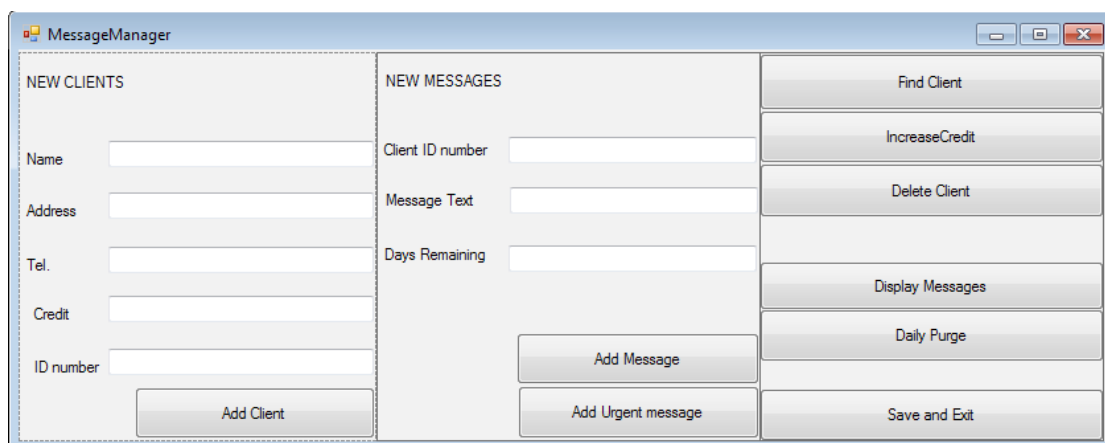 MessageManager
NEW CLIENTS
Name
Address
Tel.
Credit
ID number
Add Client
NEW MESSAGES
Client ID number
Message Text
Days Remaining
Add Message
Add Urgent message
Find Client
IncreaseCredit
Delete Client
Display Messages
Daily Purge
Save and Exit